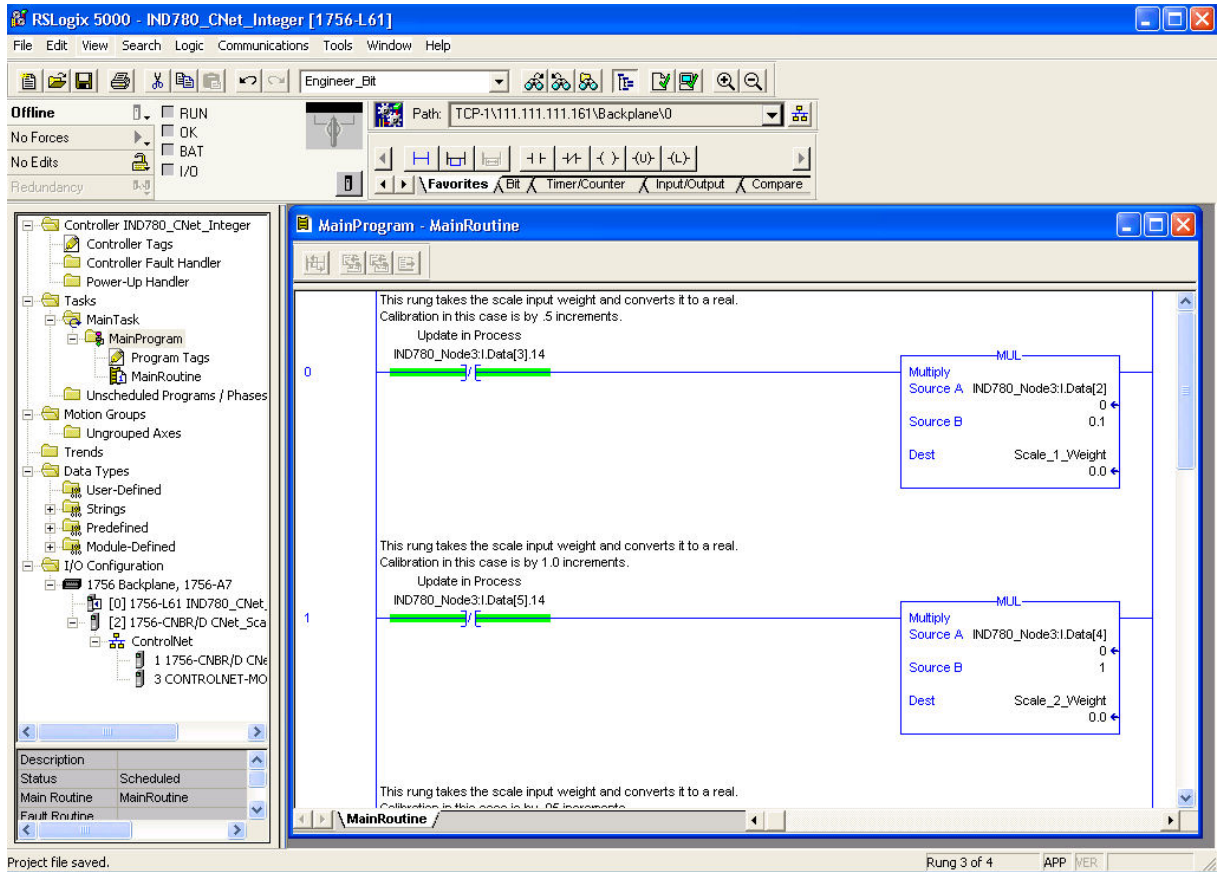 RSLogix 5000 - IND780_CNet_Integer [1756-L61]
File Edit View Search Logic Communications Tools Window Help
Engineer_Bit
Offline
RUN
No Forces
OK
No Edits
BAT
Redundancy
I/O
Path: TCP-1\111.111.111.161\Backplane\0
Favorites Bit Timer/Counter Input/Output Compare
Controller IND780_CNet_Integer
Controller Tags
Controller Fault Handler
Power-Up Handler
Tasks
MainTask
MainProgram
Program Tags
MainRoutine
Unscheduled Programs / Phases
Motion Groups
Ungrouped Axes
Trends
Data Types
User-Defined
Strings
Predefined
Module-Defined
I/O Configuration
1756 Backplane, 1756-A7
[0] 1756-L61 IND780_CNet_
[2] 1756-CNBR/D CNet_Sca
ControlNet
1 1756-CNBR/D CNe
3 CONTROLNET-MO
Description
Status Scheduled
Main Routine MainRoutine
Fault Routine
MainProgram - MainRoutine
This rung takes the scale input weight and converts it to a real.
Calibration in this case is by .5 increments.
Update in Process
IND780_Node3:I.Data[3].14
0
MUL
Multiply
Source A IND780_Node3:I.Data[2]
0
Source B 0.1
Dest Scale_1_Weight
0.0
This rung takes the scale input weight and converts it to a real.
Calibration in this case is by 1.0 increments.
Update in Process
IND780_Node3:I.Data[5].14
1
MUL
Multiply
Source A IND780_Node3:I.Data[4]
0
Source B 1
Dest Scale_2_Weight
0.0
This rung takes the scale input weight and converts it to a real.
Calibration in this case is by .05 increments.
MainRoutine
Project file saved.
Rung 3 of 4 APP VER